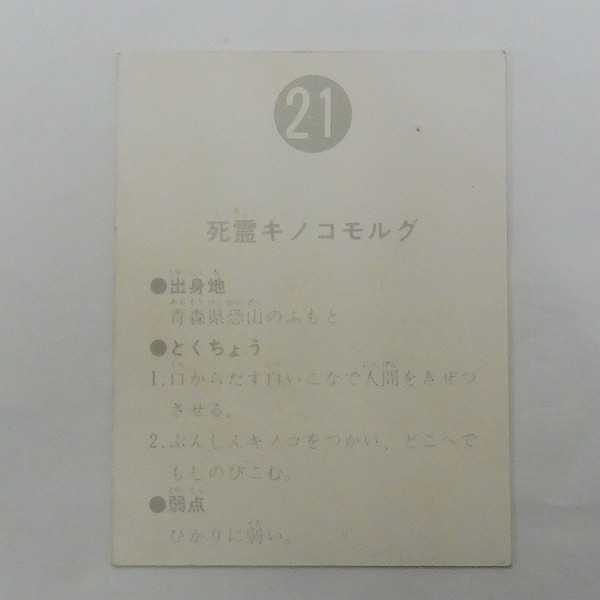 21
死霊キノコモルグ
●出身地
青森県恐山のふもと
●とくちょう
1.口からだす白いこなで人間をきぜつ
させる。
2.ぶんしんキノコをつかい、どこへで
もしのびこむ。
●弱点
ひかりに弱い。